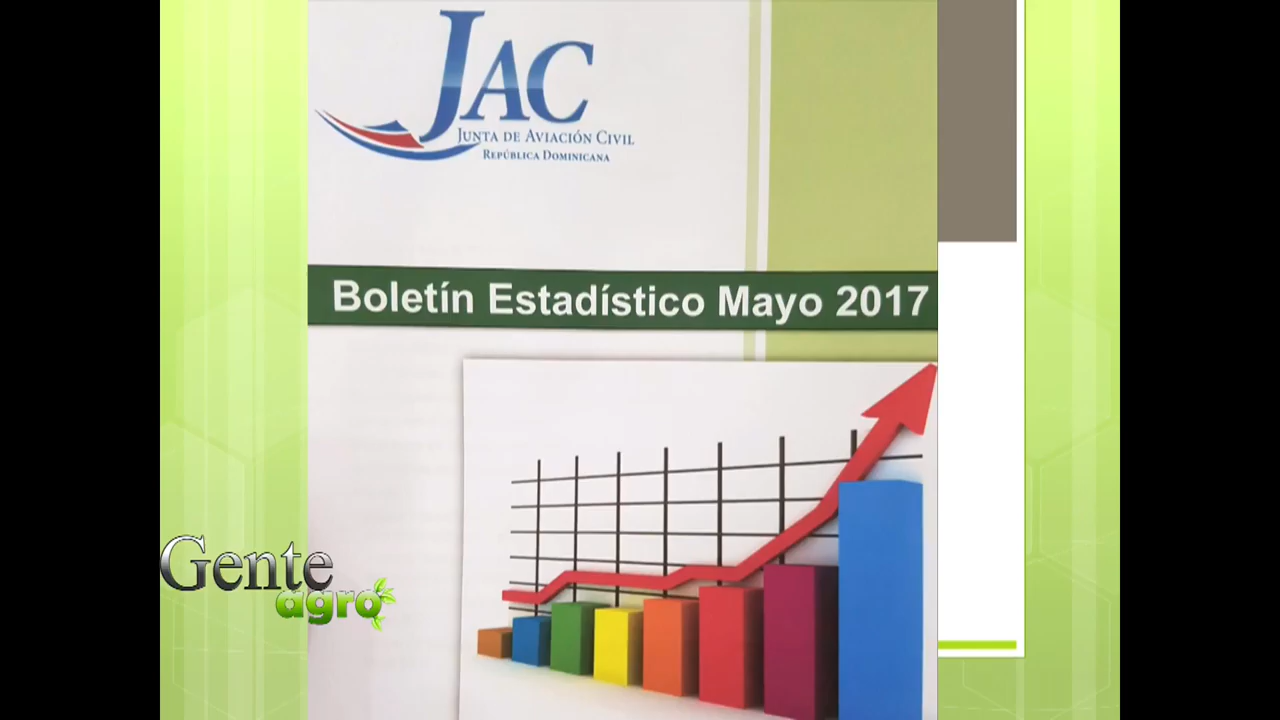 JAC
JUNTA DE AVIACIÓN CIVIL
REPÚBLICA DOMINICANA
Boletín Estadístico Mayo 2017
Gente
agro